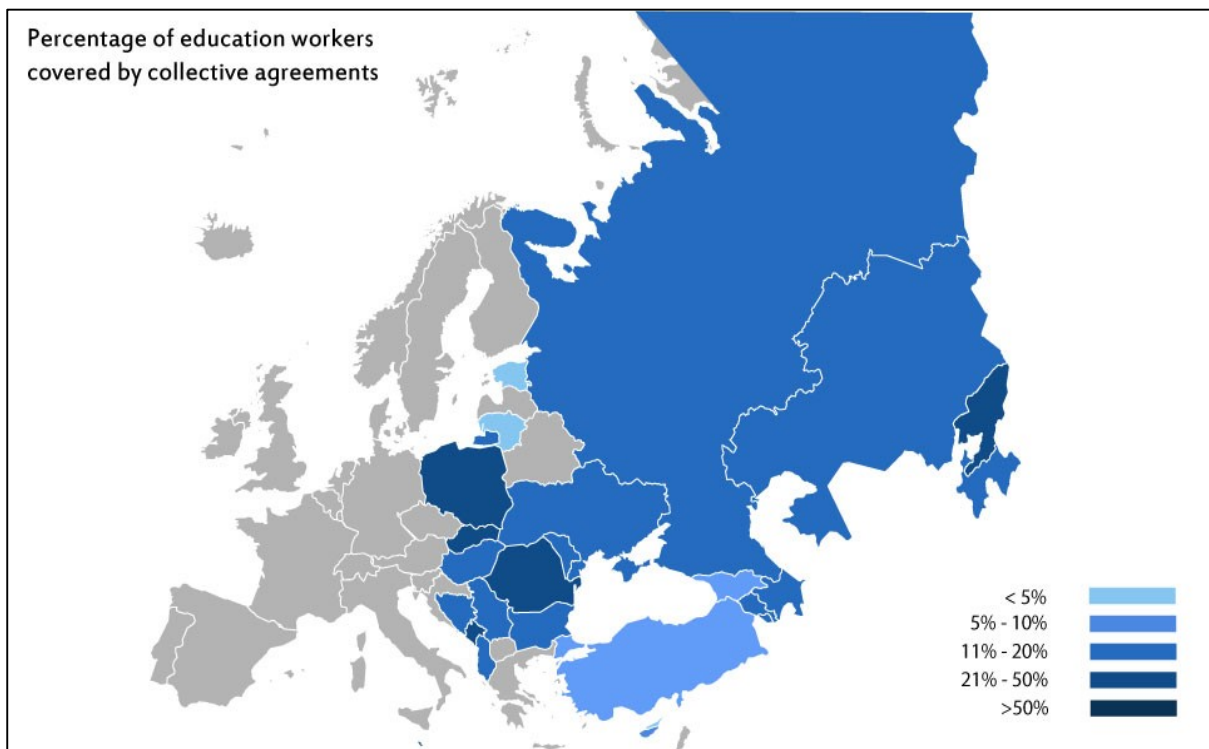 Percentage of education workers
covered by collective agreements
< 5%
5% - 10%
11% - 20%
21% - 50%
>50%